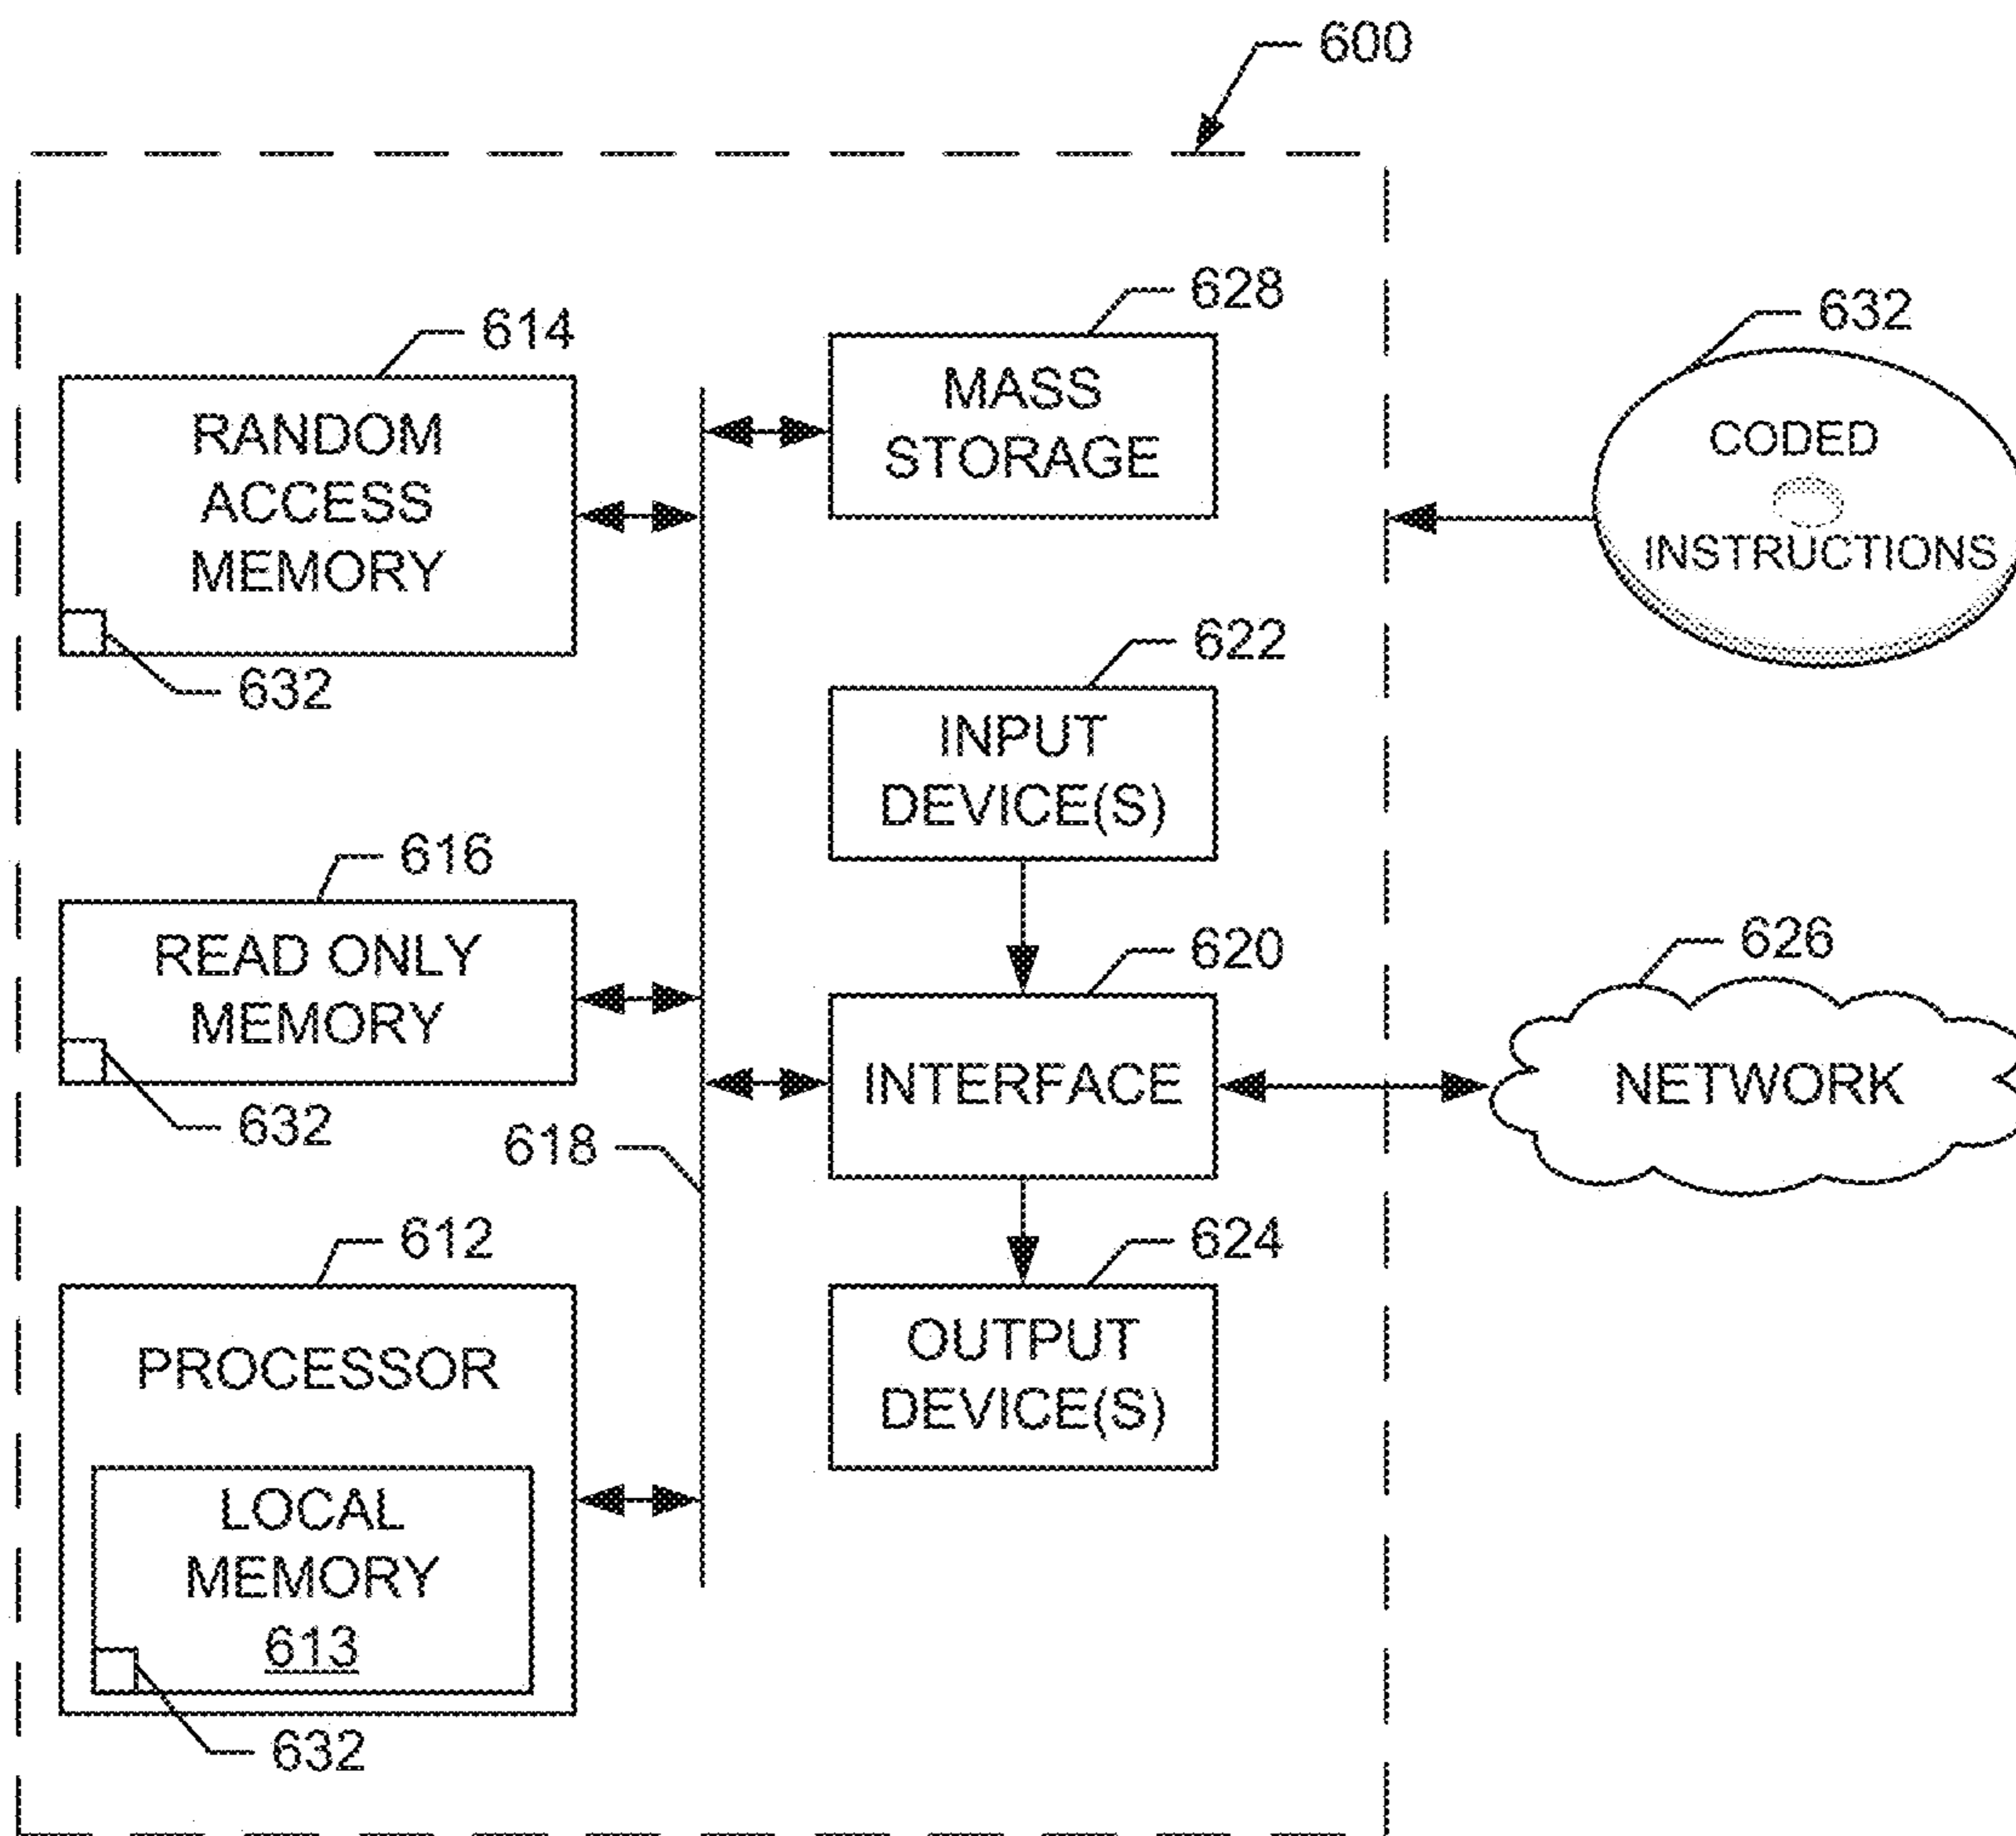 600
628
MASS
STORAGE
614
RANDOM
ACCESS
MEMORY
632
632
CODED
INSTRUCTIONS
622
INPUT
DEVICE(S)
616
READ ONLY
MEMORY
632
620
INTERFACE
626
NETWORK
618
612
PROCESSOR
LOCAL
MEMORY
613
632
624
OUTPUT
DEVICE(S)